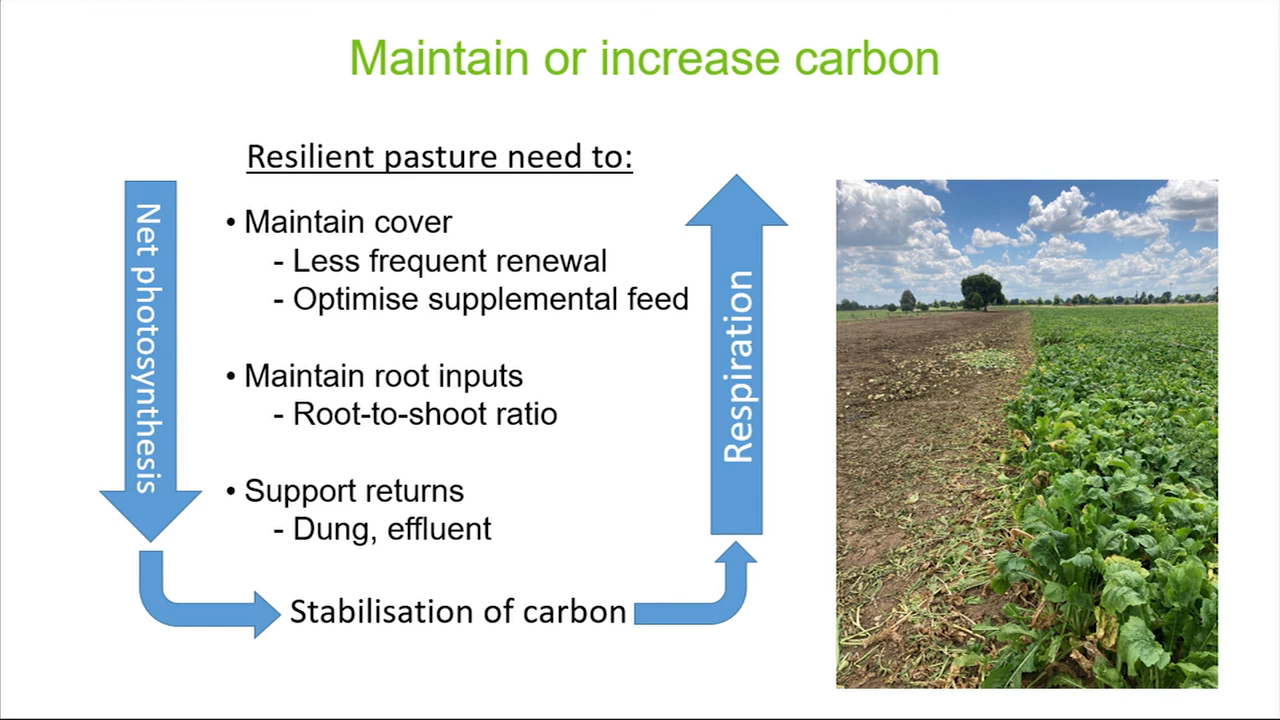 Maintain or increase carbon
Resilient pasture need to:
Net photosynthesis
• Maintain cover
- Less frequent renewal
- Optimise supplemental feed
• Maintain root inputs
- Root-to-shoot ratio
• Support returns
- Dung, effluent
Respiration
Stabilisation of carbon